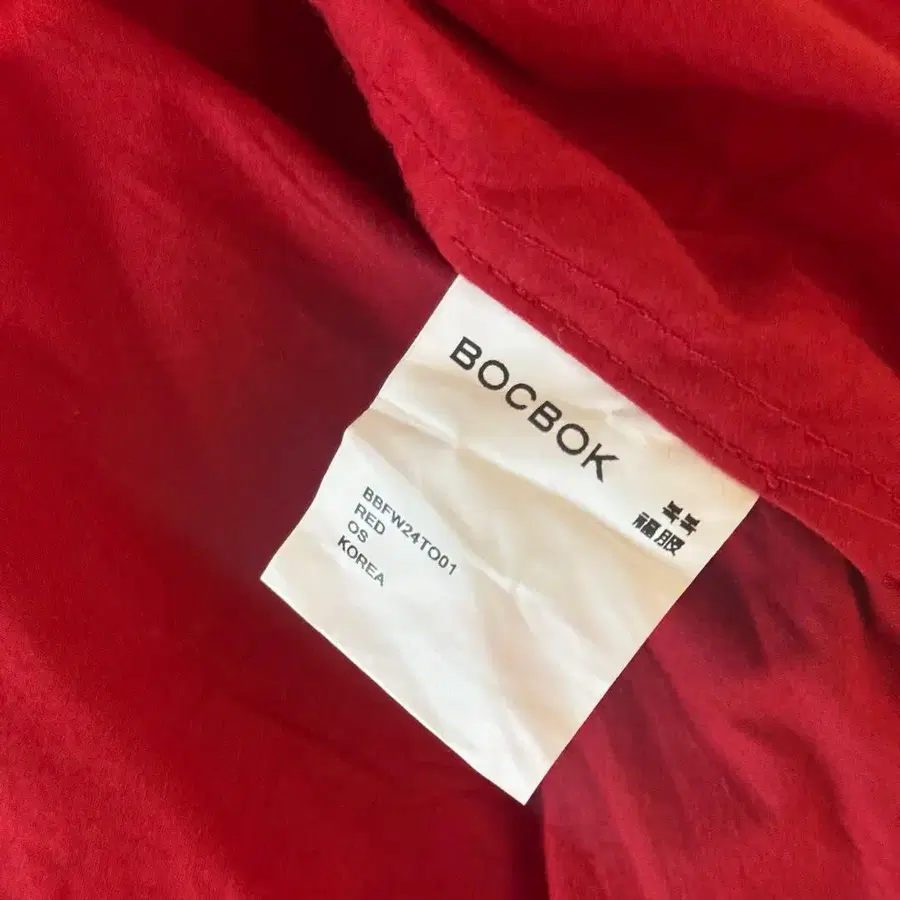 BOCBOK
복복
福服
BBFW24TO01
RED
OS
KOREA